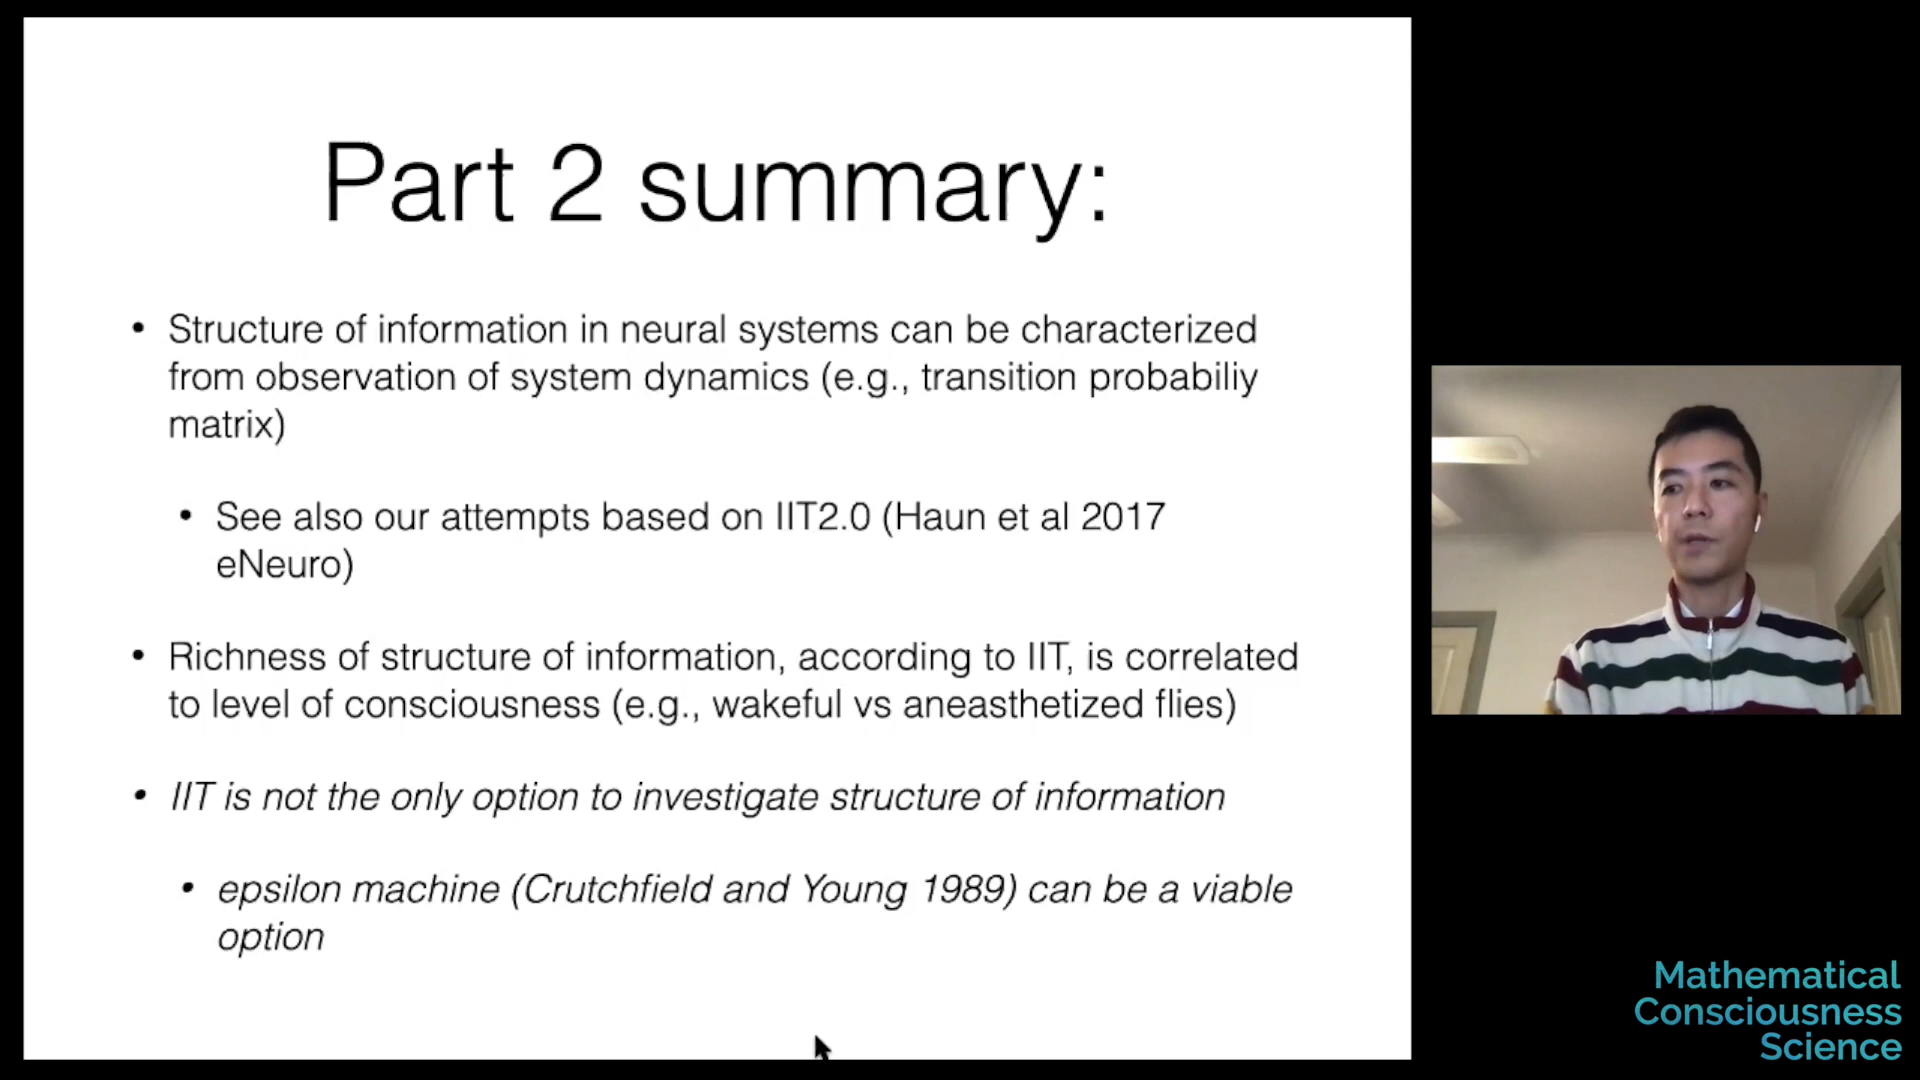 Part 2 summary:
• Structure of information in neural systems can be characterized
from observation of system dynamics (e.g., transition probabiliy
matrix)
• See also our attempts based on IIT2.0 (Haun et al 2017
eNeuro)
• Richness of structure of information, according to IIT, is correlated
to level of consciousness (e.g., wakeful vs aneasthetized flies)
• IIT is not the only option to investigate structure of information
• epsilon machine (Crutchfield and Young 1989) can be a viable
option
Mathematical
Consciousness
Science